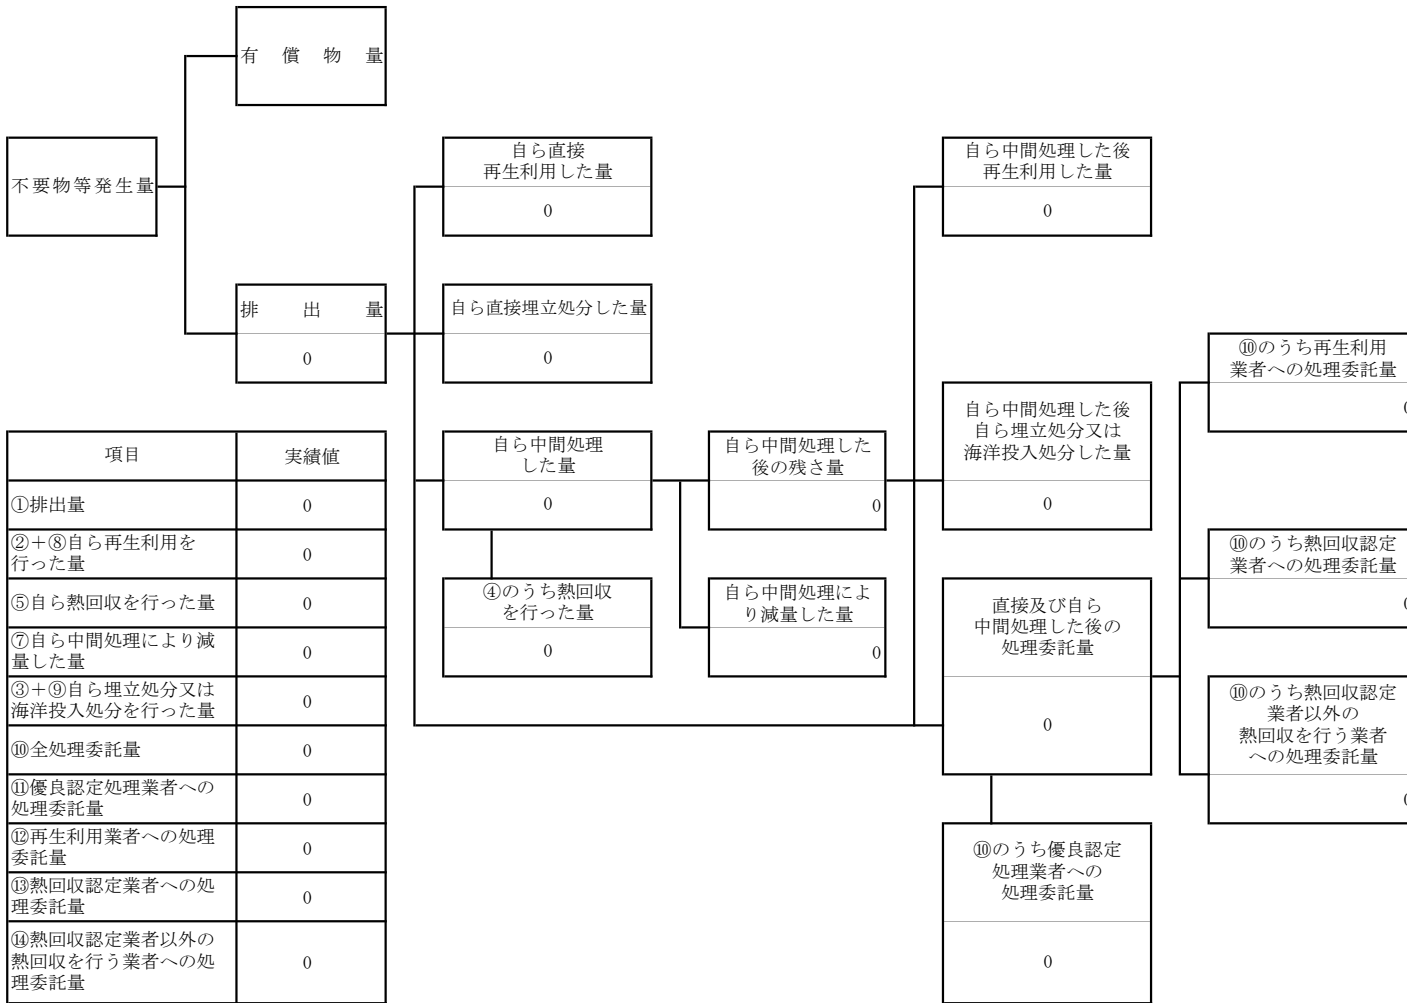 有償物量
不要物等発生量
排出量
0
自ら直接
再生利用した量
0
自ら直接埋立処分した量
0
自ら中間処理
した量
0
④のうち熱回収
を行った量
0
自ら中間処理した
後の残さ量
0
自ら中間処理によ
り減量した量
0
自ら中間処理した後
再生利用した量
0
自ら中間処理した後
自ら埋立処分又は
海洋投入処分した量
0
直接及び自ら
中間処理した後の
処理委託量
0
⑩のうち優良認定
処理業者への
処理委託量
0
⑩のうち再生利用
業者への処理委託量
0
⑩のうち熱回収認定
業者への処理委託量
0
⑩のうち熱回収認定
業者以外の
熱回収を行う業者
への処理委託量
0
項目 実績値
①排出量 0
②+⑧自ら再生利用を
行った量 0
⑤自ら熱回収を行った量 0
⑦自ら中間処理により減
量した量 0
③+⑨自ら埋立処分又は
海洋投入処分を行った量 0
⑩全処理委託量 0
⑪優良認定処理業者への
処理委託量 0
⑫再生利用業者への処理
委託量 0
⑬熱回収認定業者への処
理委託量 0
⑭熱回収認定業者以外の
熱回収を行う業者への処
理委託量 0